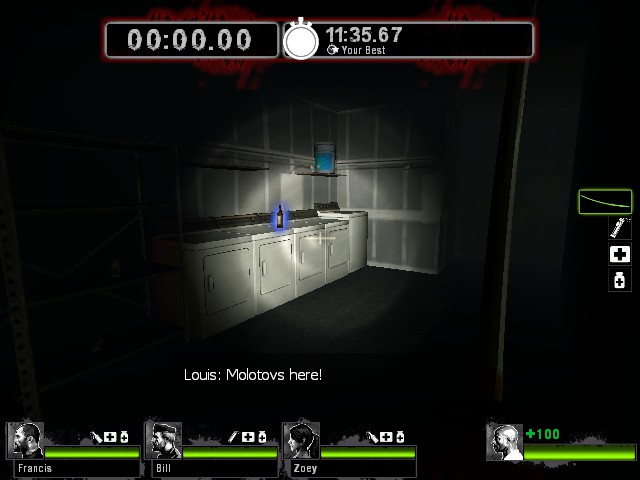 00:00.00
11:35.67
Your Best
Louis: Molotovs here!
+100
Francis
Bill
Zoey